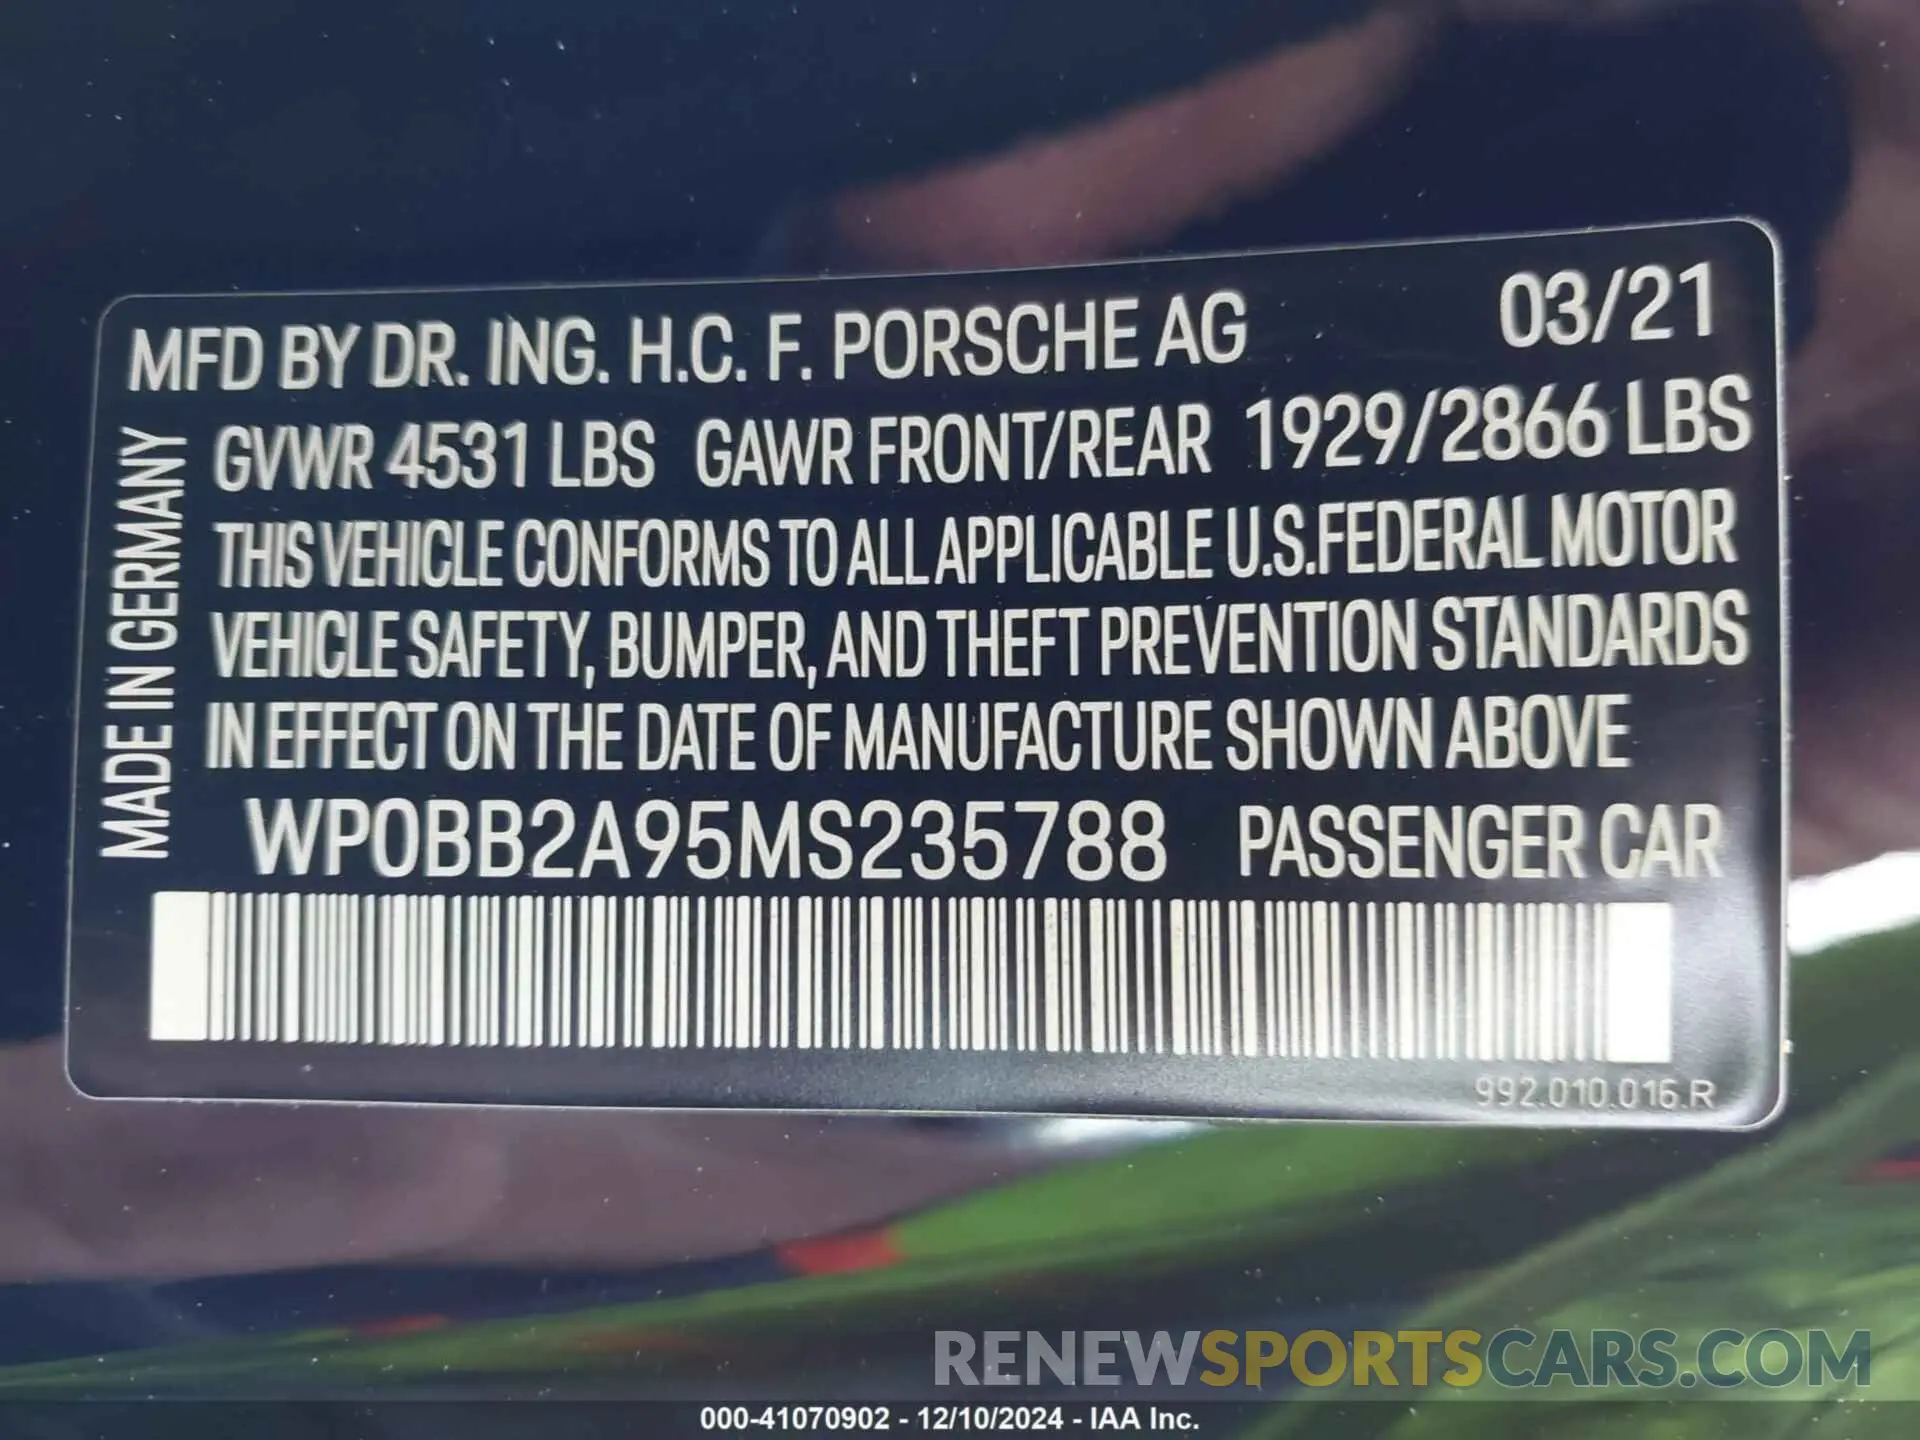 MFD BY DR. ING. H.C. F. PORSCHE AG 03/21
GVWR 4531 LBS GAWR FRONT/REAR 1929/2866 LBS
THIS VEHICLE CONFORMS TO ALL APPLICABLE U.S.FEDERAL MOTOR
VEHICLE SAFETY, BUMPER, AND THEFT PREVENTION STANDARDS
IN EFFECT ON THE DATE OF MANUFACTURE SHOWN ABOVE
WP0BB2A95MS235788 PASSENGER CAR
MADE IN GERMANY
992.010.016.R
RENEWSPORTSCARS.COM
000-41070902 - 12/10/2024 - IAA Inc.